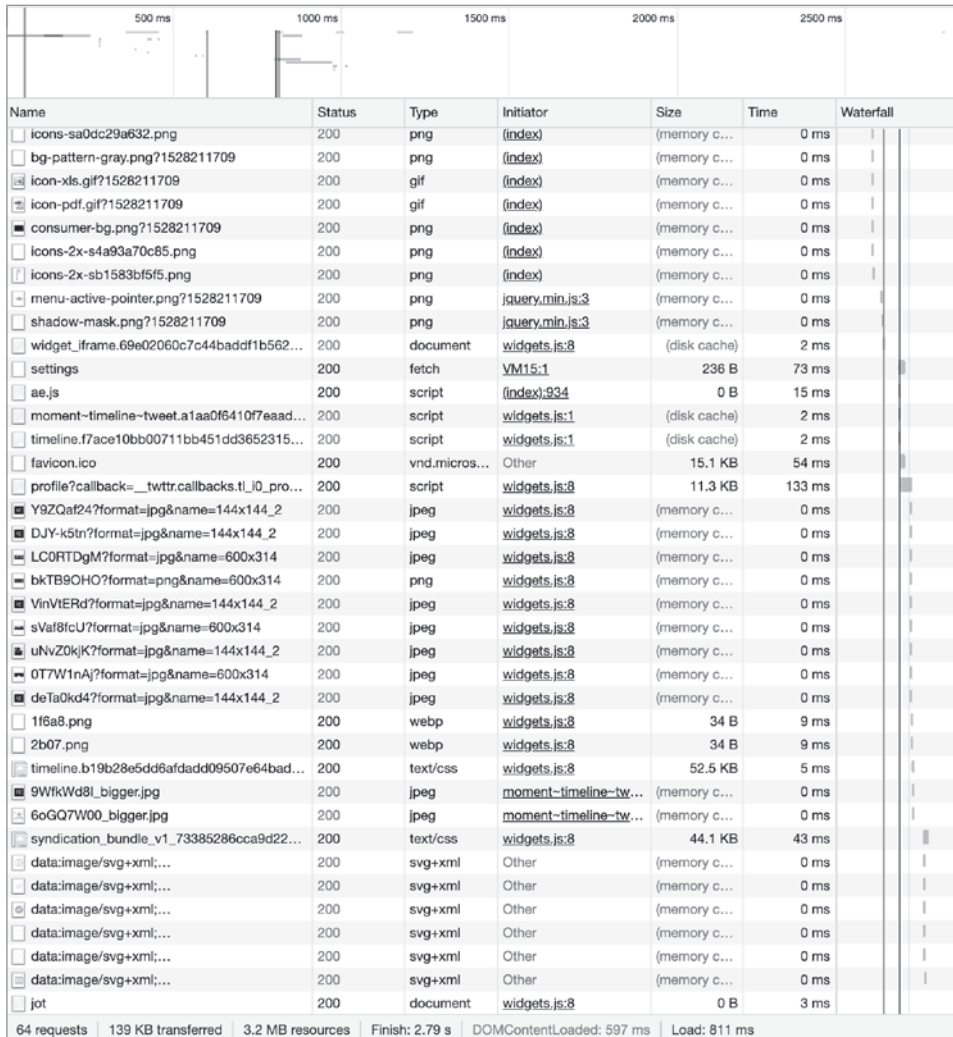 500 ms 1000 ms 1500 ms 2000 ms 2500 ms
Name Status Type Initiator Size Time Waterfall
icons-sa0dc29a632.png 200 png (index) (memory c... 0 ms
bg-pattern-gray.png?1528211709 200 png (index) (memory c... 0 ms
icon-xls.gif?1528211709 200 gif (index) (memory c... 0 ms
icon-pdf.gif?1528211709 200 gif (index) (memory c... 0 ms
consumer-bg.png?1528211709 200 png (index) (memory c... 0 ms
icons-2x-s4a93a70c85.png 200 png (index) (memory c... 0 ms
icons-2x-sb1583bf5f5.png 200 png (index) (memory c... 0 ms
menu-active-pointer.png?1528211709 200 png jquery.min.js:3 (memory c... 0 ms
shadow-mask.png?1528211709 200 png jquery.min.js:3 (memory c... 0 ms
widget_iframe.69e02060c7c44baddf1b562... 200 document widgets.js:8 (disk cache) 2 ms
settings 200 fetch VM15:1 236 B 73 ms
ae.js 200 script (index):934 0 B 15 ms
moment~timeline~tweet.a1aa0f6410f7eaad... 200 script widgets.js:1 (disk cache) 2 ms
timeline.f7ace10bb00711bb451dd3652315... 200 script widgets.js:1 (disk cache) 2 ms
favicon.ico 200 vnd.micros... Other 15.1 KB 54 ms
profile?callback=__twttr.callbacks.tl_i0_pro... 200 script widgets.js:8 11.3 KB 133 ms
Y9ZQaf24?format=jpg&name=144x144_2 200 jpeg widgets.js:8 (memory c... 0 ms
DJY-k5tn?format=jpg&name=144x144_2 200 jpeg widgets.js:8 (memory c... 0 ms
LC0RTDgM?format=jpg&name=600x314 200 jpeg widgets.js:8 (memory c... 0 ms
bkTB9OHO?format=png&name=600x314 200 png widgets.js:8 (memory c... 0 ms
VinVtERd?format=jpg&name=144x144_2 200 jpeg widgets.js:8 (memory c... 0 ms
sVaf8fcU?format=jpg&name=600x314 200 jpeg widgets.js:8 (memory c... 0 ms
uNvZ0kjK?format=jpg&name=144x144_2 200 jpeg widgets.js:8 (memory c... 0 ms
0T7W1nAj?format=jpg&name=600x314 200 jpeg widgets.js:8 (memory c... 0 ms
deTa0kd4?format=jpg&name=144x144_2 200 jpeg widgets.js:8 (memory c... 0 ms
1f6a8.png 200 webp widgets.js:8 34 B 9 ms
2b07.png 200 webp widgets.js:8 34 B 9 ms
timeline.b19b28e5dd6afdadd09507e64bad... 200 text/css widgets.js:8 52.5 KB 5 ms
9WfkWd8I_bigger.jpg 200 jpeg moment~timeline~tw... (memory c... 0 ms
6oGQ7W00_bigger.jpg 200 jpeg moment~timeline~tw... (memory c... 0 ms
syndication_bundle_v1_73385286cca9d22... 200 text/css widgets.js:8 44.1 KB 43 ms
data:image/svg+xml;... 200 svg+xml Other (memory c... 0 ms
data:image/svg+xml;... 200 svg+xml Other (memory c... 0 ms
data:image/svg+xml;... 200 svg+xml Other (memory c... 0 ms
data:image/svg+xml;... 200 svg+xml Other (memory c... 0 ms
data:image/svg+xml;... 200 svg+xml Other (memory c... 0 ms
data:image/svg+xml;... 200 svg+xml Other (memory c... 0 ms
jot 200 document widgets.js:8 0 B 3 ms
64 requests 139 KB transferred 3.2 MB resources Finish: 2.79 s DOMContentLoaded: 597 ms Load: 811 ms